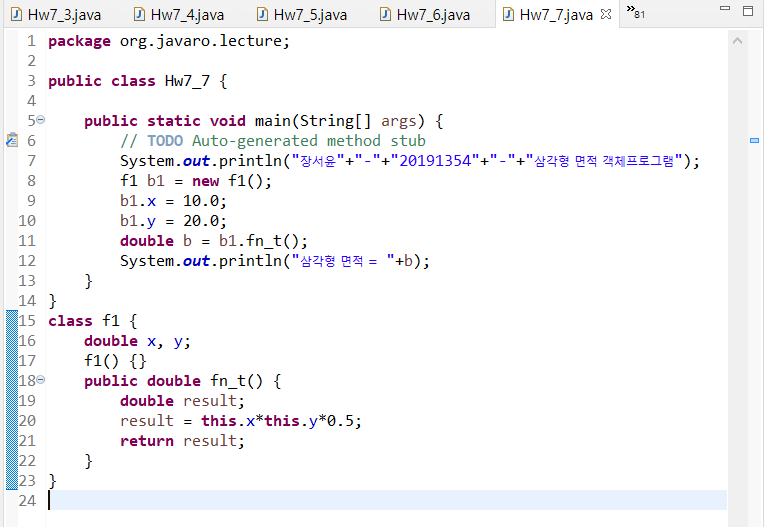 Hw7_3.java Hw7_4.java Hw7_5.java Hw7_6.java Hw7_7.java »81
1 package org.javaro.lecture;
2
3 public class Hw7_7 {
4
5 public static void main(String[] args) {
6 // TODO Auto-generated method stub
7 System.out.println("장서윤"+"-"+"20191354"+"-"+"삼각형 면적 객체프로그램");
8 f1 b1 = new f1();
9 b1.x = 10.0;
10 b1.y = 20.0;
11 double b = b1.fn_t();
12 System.out.println("삼각형 면적 = "+b);
13 }
14 }
15 class f1 {
16 double x, y;
17 f1() {}
18 public double fn_t() {
19 double result;
20 result = this.x*this.y*0.5;
21 return result;
22 }
23 }
24